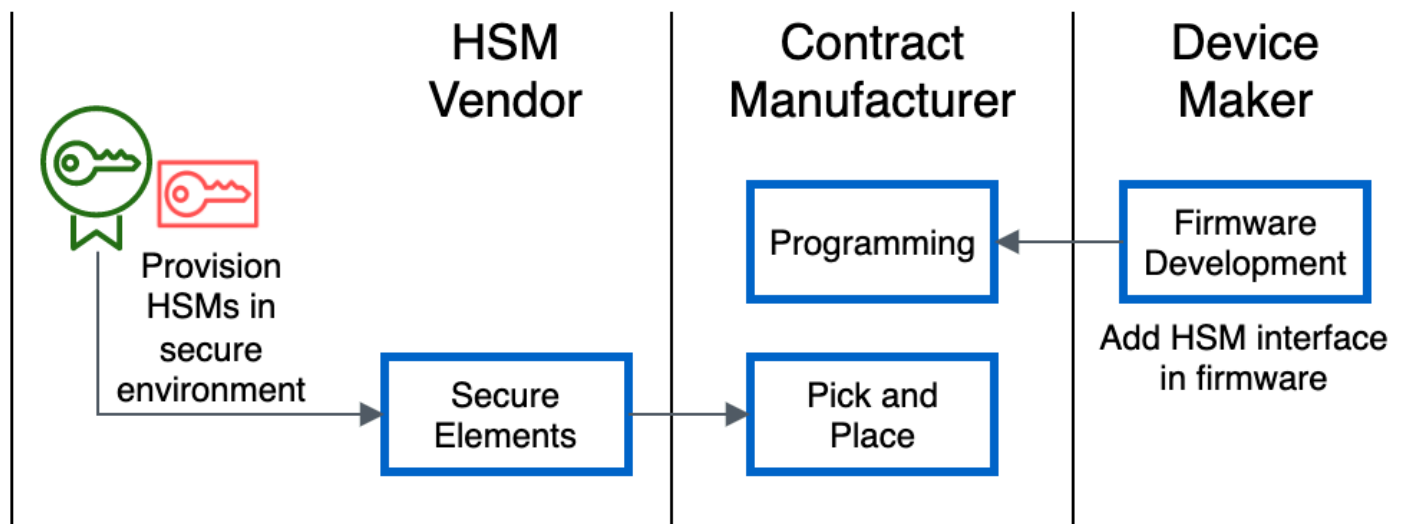 HSM
Vendor
Contract
Manufacturer
Device
Maker
Provision
HSMs in
secure
environment
Secure
Elements
Programming
Pick and
Place
Firmware
Development
Add HSM interface
in firmware